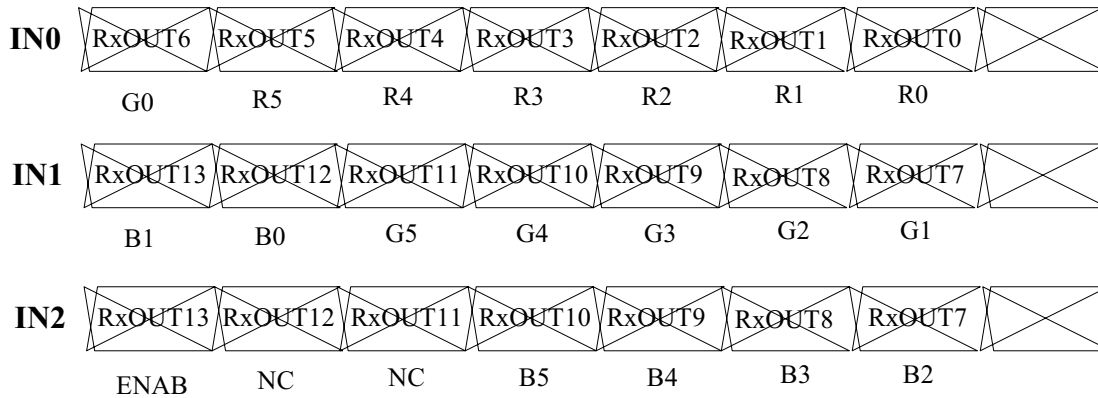 IN0 RxOUT6 RxOUT5 RxOUT4 RxOUT3 RxOUT2 RxOUT1 RxOUT0
G0 R5 R4 R3 R2 R1 R0
IN1 RxOUT13 RxOUT12 RxOUT11 RxOUT10 RxOUT9 RxOUT8 RxOUT7
B1 B0 G5 G4 G3 G2 G1
IN2 RxOUT13 RxOUT12 RxOUT11 RxOUT10 RxOUT9 RxOUT8 RxOUT7
ENAB NC NC B5 B4 B3 B2